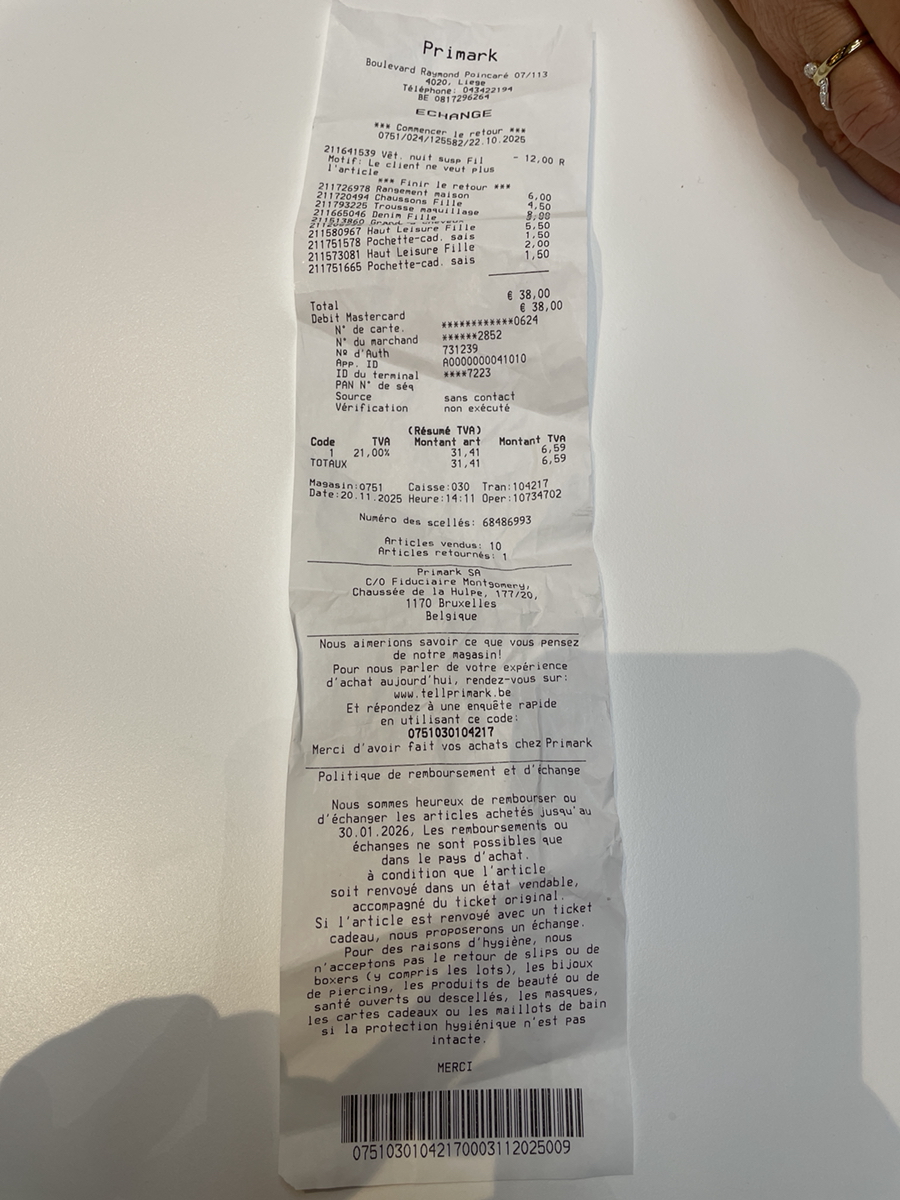 Primark
Boulevard Raymond Poincaré 07/113
4020, Liege
Téléphone: 043422194
BE 0817296264
ECHANGE
*** Commencer le retour ***
0751/024/125582/22.10.2025
211641539 Vêt. nuit susp Fil - 12,00 R
Motif: Le client ne veut plus
l'article
*** Finir le retour ***
211726978 Rangement maison 6,00
211720494 Chaussons Fille 4,50
211793225 Trousse maquillage
211665046 Denim Fille
211580967 Haut Leisure Fille 5,50
211751578 Pochette-cad. sais 1,50
211573081 Haut Leisure Fille 2,00
211751665 Pochette-cad. sais 1,50
Total € 38,00
Debit Mastercard € 38,00
N° de carte. ************0624
N° du marchand ******2852
Nº d'Auth 731239
App. ID A0000000041010
ID du terminal ****7223
PAN N° de séq
Source sans contact
Vérification non exécuté
(Résumé TVA)
Code TVA Montant art Montant TVA
1 21,00% 31,41 6,59
TOTAUX 31,41 6,59
Magasin:0751 Caisse:030 Tran:104217
Date:20.11.2025 Heure:14:11 Oper:10734702
Numéro des scellés: 68486993
Articles vendus: 10
Articles retournés: 1
Primark SA
C/O Fiduciaire Montgomery,
Chaussée de la Hulpe, 177/20,
1170 Bruxelles
Belgique
Nous aimerions savoir ce que vous pensez
de notre magasin!
Pour nous parler de votre expérience
d'achat aujourd'hui, rendez-vous sur:
www.tellprimark.be
Et répondez à une enquête rapide
en utilisant ce code:
0751030104217
Merci d'avoir fait vos achats chez Primark
Politique de remboursement et d'échange
Nous sommes heureux de rembourser ou
d'échanger les articles achetés jusqu'au
30.01.2026, Les remboursements ou
échanges ne sont possibles que
dans le pays d'achat.
à condition que l'article
soit renvoyé dans un état vendable,
accompagné du ticket original.
Si l'article est renvoyé avec un ticket
cadeau, nous proposerons un échange.
Pour des raisons d'hygiène, nous
n'acceptons pas le retour de slips ou de
boxers (y compris les lots), les bijoux
de piercing, les produits de beauté ou de
santé ouverts ou descellés, les masques,
les cartes cadeaux ou les maillots de bain
si la protection hygiénique n'est pas
intacte.
MERCI
07510301042170003112025009